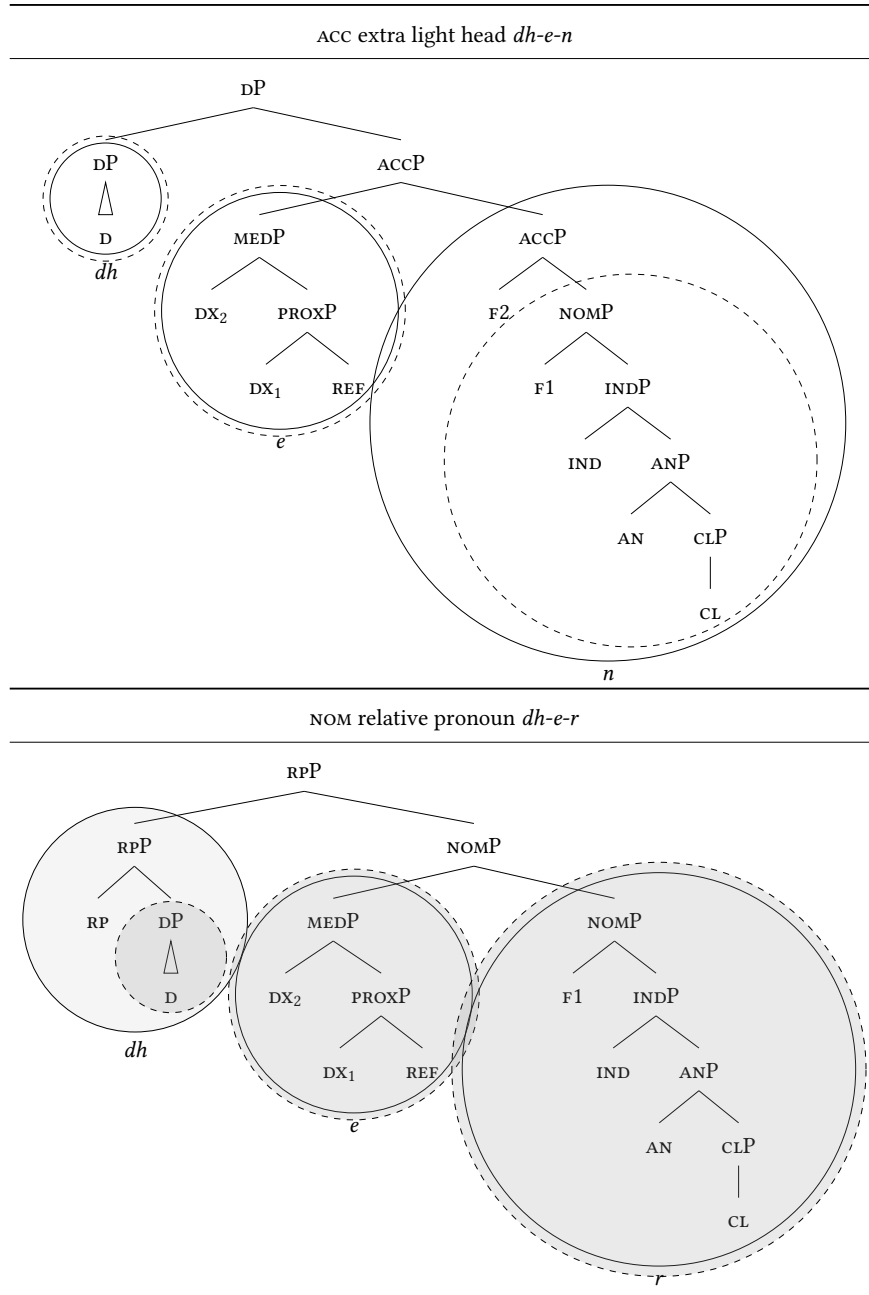 ACC extra light head dh-e-n
DP
DP ACCP
D MEDP ACCP
dh
DX₂ PROXP F2 NOMP
DX₁ REF F1 INDP
e
IND ANP
AN CLP
CL
n
NOM relative pronoun dh-e-r
RPP
RPP NOMP
RP DP MEDP NOMP
D DX₂ PROXP F1 INDP
dh
DX₁ REF IND ANP
e
AN CLP
CL
r